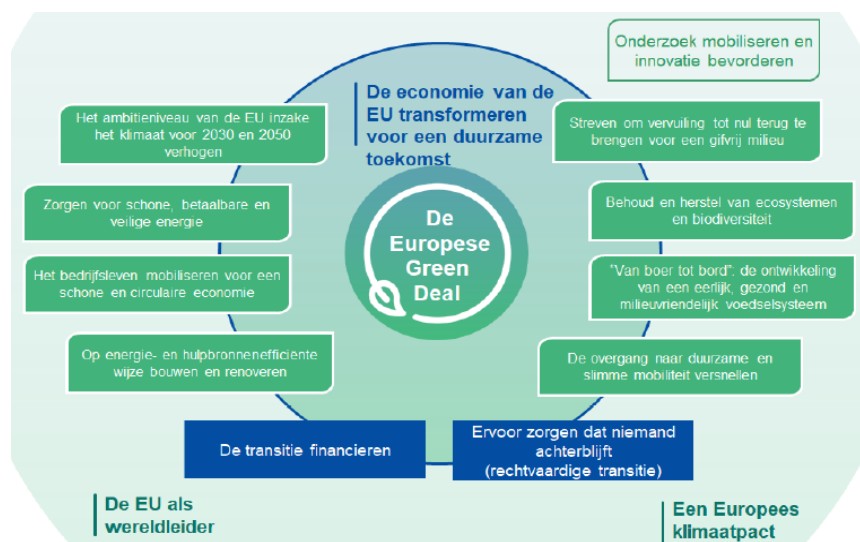 Onderzoek mobiliseren en
innovatie bevorderen
De economie van de
EU transformeren
voor een duurzame
toekomst
Het ambitieniveau van de EU inzake
het klimaat voor 2030 en 2050
verhogen
Streven om vervuiling tot nul terug te
brengen voor een gifvrij milieu
Zorgen voor schone, betaalbare en
veilige energie
De
Europese
Green
Deal
Behoud en herstel van ecosystemen
en biodiversiteit
Het bedrijfsleven mobiliseren voor een
schone en circulaire economie
"Van boer tot bord": de ontwikkeling
van een eerlijk, gezond en
milieuvriendelijk voedselsysteem
Op energie- en hulpbronnenefficiënte
wijze bouwen en renoveren
De overgang naar duurzame en
slimme mobiliteit versnellen
De transitie financieren
Ervoor zorgen dat niemand
achterblijft
(rechtvaardige transitie)
De EU als
wereldleider
Een Europees
klimaatpact